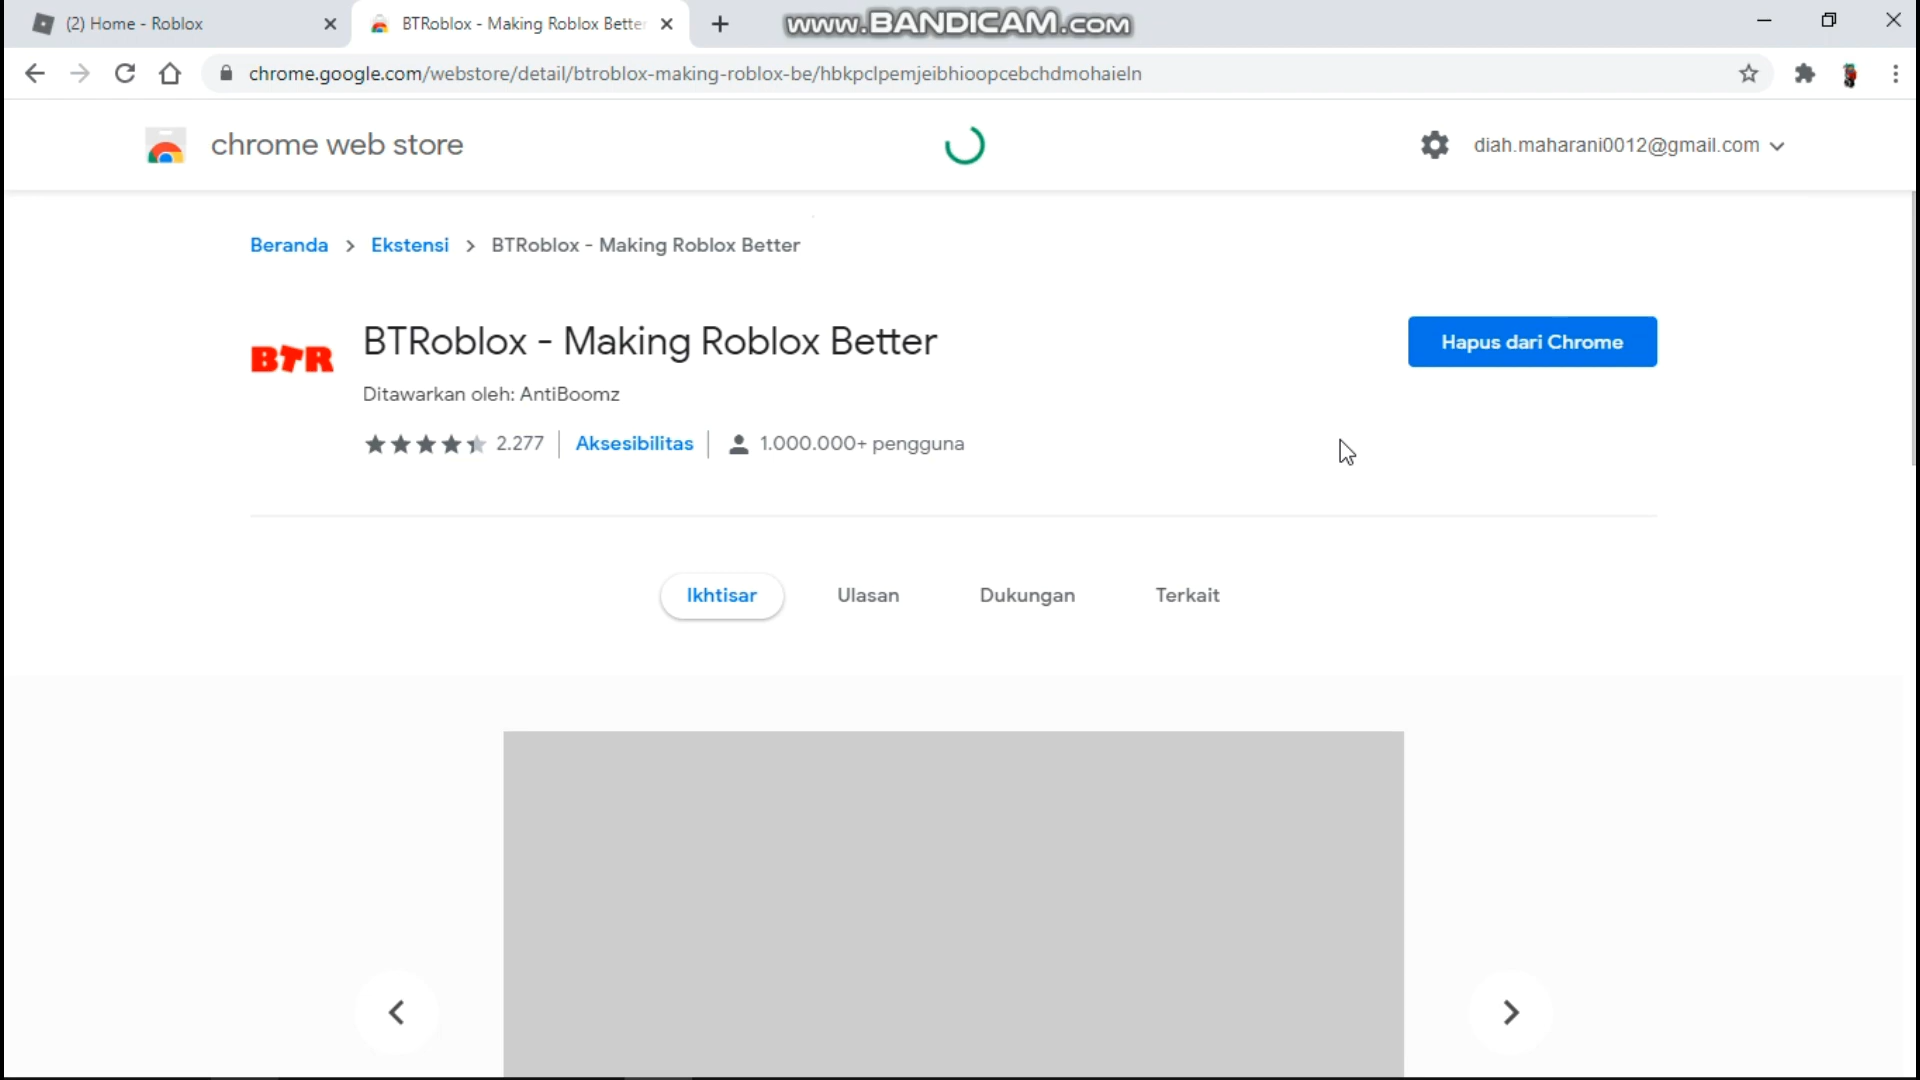 (2) Home - Roblox
BTRoblox - Making Roblox Better
www.BANDICAM.com
chrome.google.com/webstore/detail/btroblox-making-roblox-be/hbkpclpemjeibhioopcebchdmohaieln
chrome web store
diah.maharani0012@gmail.com
Beranda > Ekstensi > BTRoblox - Making Roblox Better
BTR
BTRoblox - Making Roblox Better
Hapus dari Chrome
Ditawarkan oleh: AntiBoomz
2.277 Aksesibilitas 1.000.000+ pengguna
Ikhtisar Ulasan Dukungan Terkait